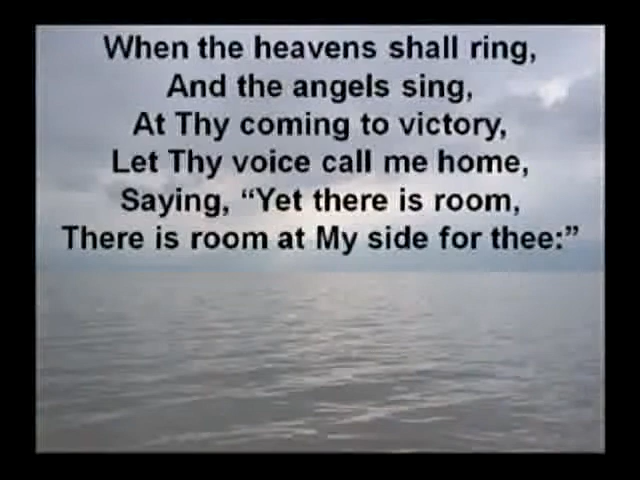 When the heavens shall ring,
And the angels sing,
At Thy coming to victory,
Let Thy voice call me home,
Saying, “Yet there is room,
There is room at My side for thee:”